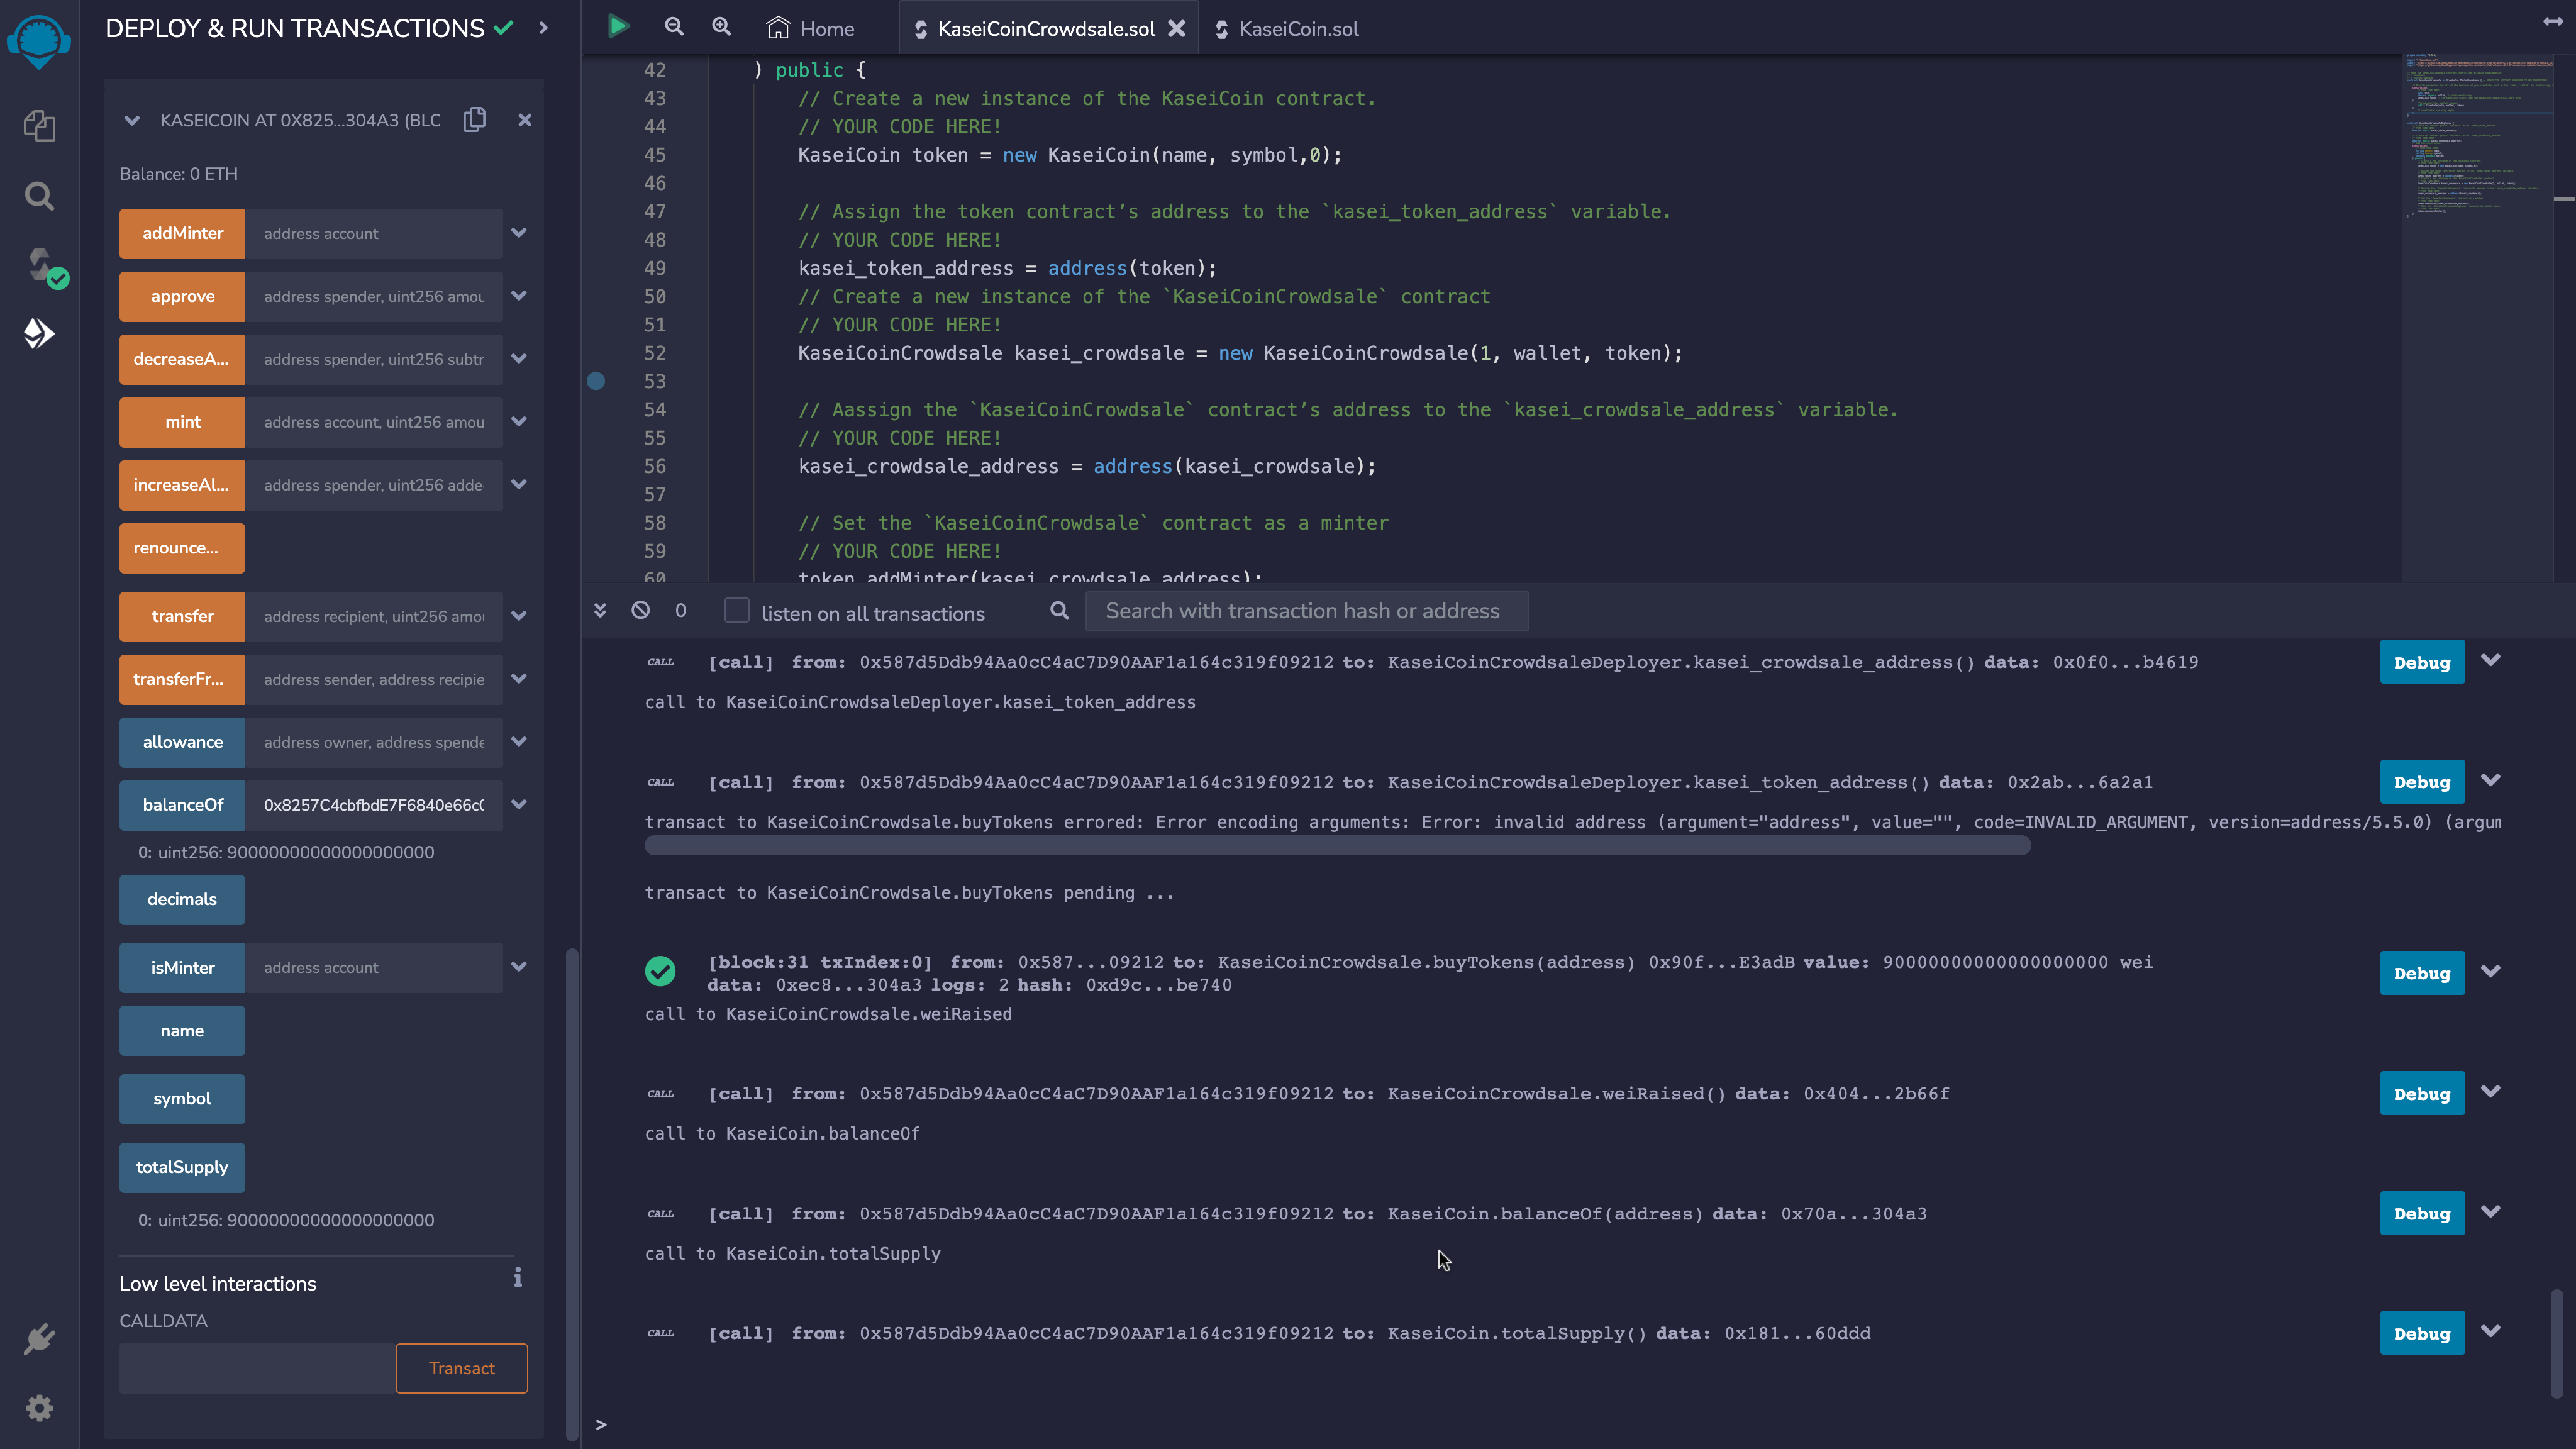 DEPLOY & RUN TRANSACTIONS
KASEICOIN AT 0X825...304A3 (BLC
Balance: 0 ETH
addMinter address account
approve address spender, uint256 amou
decreaseA... address spender, uint256 subtr
mint address account, uint256 amou
increaseAl... address spender, uint256 adde
renounce...
transfer address recipient, uint256 amou
transferFr... address sender, address recipie
allowance address owner, address spende
balanceOf 0x8257C4cbfbdE7F6840e66c0
0: uint256: 90000000000000000000
decimals
isMinter address account
name
symbol
totalSupply
0: uint256: 90000000000000000000
Low level interactions
i
CALLDATA
Transact
Home
KaseiCoinCrowdsale.sol
KaseiCoin.sol
42 ) public {
43 // Create a new instance of the KaseiCoin contract.
44 // YOUR CODE HERE!
45 KaseiCoin token = new KaseiCoin(name, symbol,0);
46
47 // Assign the token contract’s address to the `kasei_token_address` variable.
48 // YOUR CODE HERE!
49 kasei_token_address = address(token);
50 // Create a new instance of the `KaseiCoinCrowdsale` contract
51 // YOUR CODE HERE!
52 KaseiCoinCrowdsale kasei_crowdsale = new KaseiCoinCrowdsale(1, wallet, token);
53
54 // Aassign the `KaseiCoinCrowdsale` contract’s address to the `kasei_crowdsale_address` variable.
55 // YOUR CODE HERE!
56 kasei_crowdsale_address = address(kasei_crowdsale);
57
58 // Set the `KaseiCoinCrowdsale` contract as a minter
59 // YOUR CODE HERE!
60 token.addMinter(kasei_crowdsale_address);
0 listen on all transactions Search with transaction hash or address
CALL [call] from: 0x587d5Ddb94Aa0cC4aC7D90AAF1a164c319f09212 to: KaseiCoinCrowdsaleDeployer.kasei_crowdsale_address() data: 0x0f0...b4619 Debug
call to KaseiCoinCrowdsaleDeployer.kasei_token_address
CALL [call] from: 0x587d5Ddb94Aa0cC4aC7D90AAF1a164c319f09212 to: KaseiCoinCrowdsaleDeployer.kasei_token_address() data: 0x2ab...6a2a1 Debug
transact to KaseiCoinCrowdsale.buyTokens errored: Error encoding arguments: Error: invalid address (argument="address", value="", code=INVALID_ARGUMENT, version=address/5.5.0) (argum
transact to KaseiCoinCrowdsale.buyTokens pending ...
[block:31 txIndex:0] from: 0x587...09212 to: KaseiCoinCrowdsale.buyTokens(address) 0x90f...E3adB value: 90000000000000000000 wei Debug
data: 0xec8...304a3 logs: 2 hash: 0xd9c...be740
call to KaseiCoinCrowdsale.weiRaised
CALL [call] from: 0x587d5Ddb94Aa0cC4aC7D90AAF1a164c319f09212 to: KaseiCoinCrowdsale.weiRaised() data: 0x404...2b66f Debug
call to KaseiCoin.balanceOf
CALL [call] from: 0x587d5Ddb94Aa0cC4aC7D90AAF1a164c319f09212 to: KaseiCoin.balanceOf(address) data: 0x70a...304a3 Debug
call to KaseiCoin.totalSupply
CALL [call] from: 0x587d5Ddb94Aa0cC4aC7D90AAF1a164c319f09212 to: KaseiCoin.totalSupply() data: 0x181...60ddd Debug
>